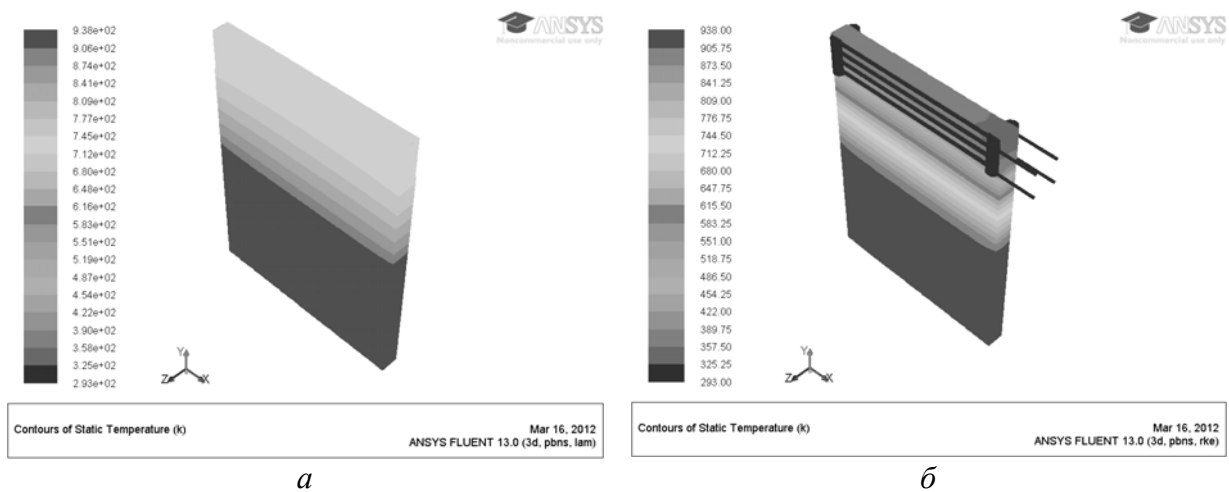 ANSYS
Noncommercial use only
9.38e+02
9.06e+02
8.74e+02
8.41e+02
8.09e+02
7.77e+02
7.45e+02
7.12e+02
6.80e+02
6.48e+02
6.16e+02
5.83e+02
5.51e+02
5.19e+02
4.87e+02
4.54e+02
4.22e+02
3.90e+02
3.58e+02
3.25e+02
2.93e+02
Y
Z
X
Contours of Static Temperature (k)
Mar 16, 2012
ANSYS FLUENT 13.0 (3d, pbns, lam)
а
ANSYS
Noncommercial use only
938.00
905.75
873.50
841.25
809.00
776.75
744.50
712.25
680.00
647.75
615.50
583.25
551.00
518.75
486.50
454.25
422.00
389.75
357.50
325.25
293.00
Y
Z
X
Contours of Static Temperature (k)
Mar 16, 2012
ANSYS FLUENT 13.0 (3d, pbns, rke)
б